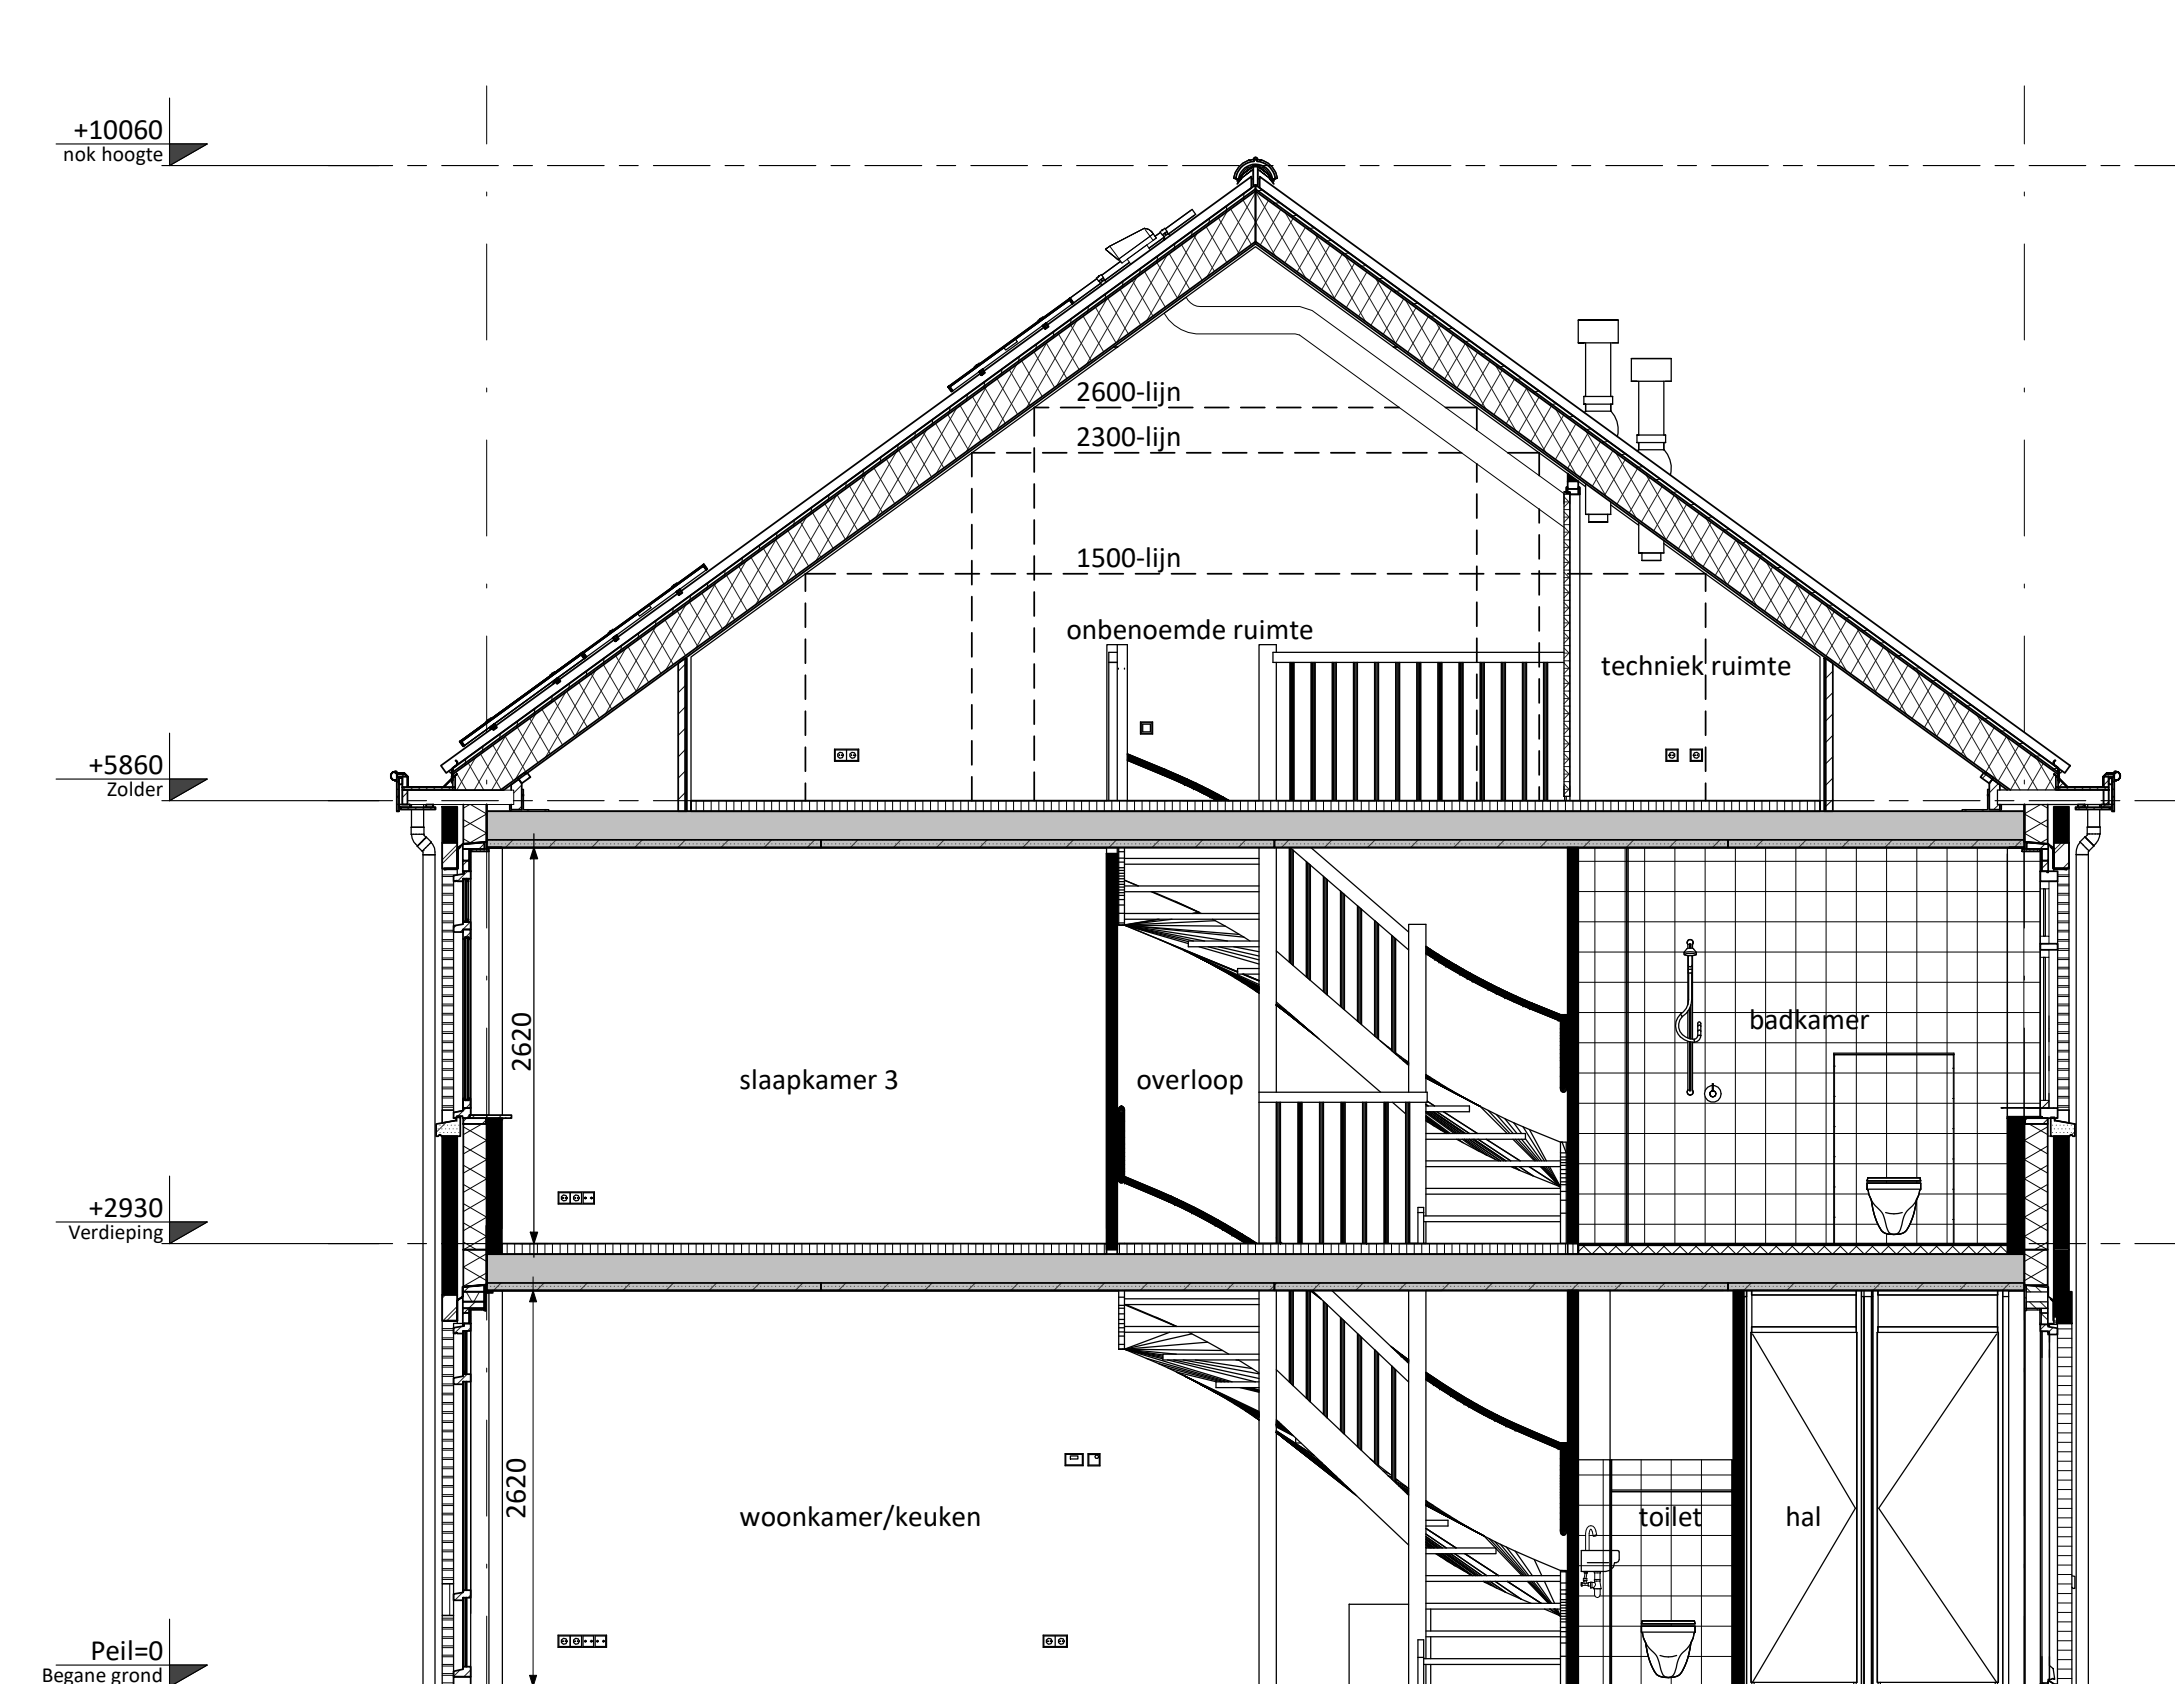 +10060
nok hoogte
2600-lijn
2300-lijn
1500-lijn
onbenoemde ruimte
techniek ruimte
+5860
Zolder
2620
badkamer
slaapkamer 3
overloop
+2930
Verdieping
2620
woonkamer/keuken
toilet
hal
Peil=0
Begane grond